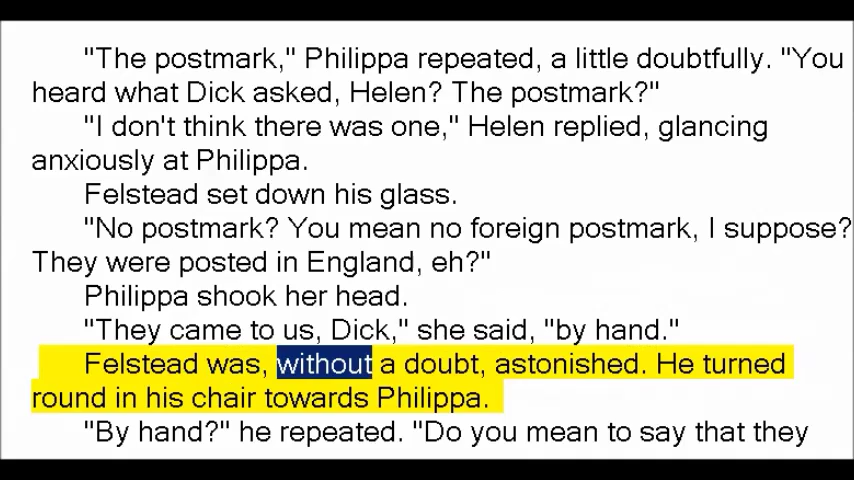 "The postmark," Philippa repeated, a little doubtfully. "You
heard what Dick asked, Helen? The postmark?"
"I don't think there was one," Helen replied, glancing
anxiously at Philippa.
Felstead set down his glass.
"No postmark? You mean no foreign postmark, I suppose?
They were posted in England, eh?"
Philippa shook her head.
"They came to us, Dick," she said, "by hand."
Felstead was, without a doubt, astonished. He turned
round in his chair towards Philippa.
"By hand?" he repeated. "Do you mean to say that they